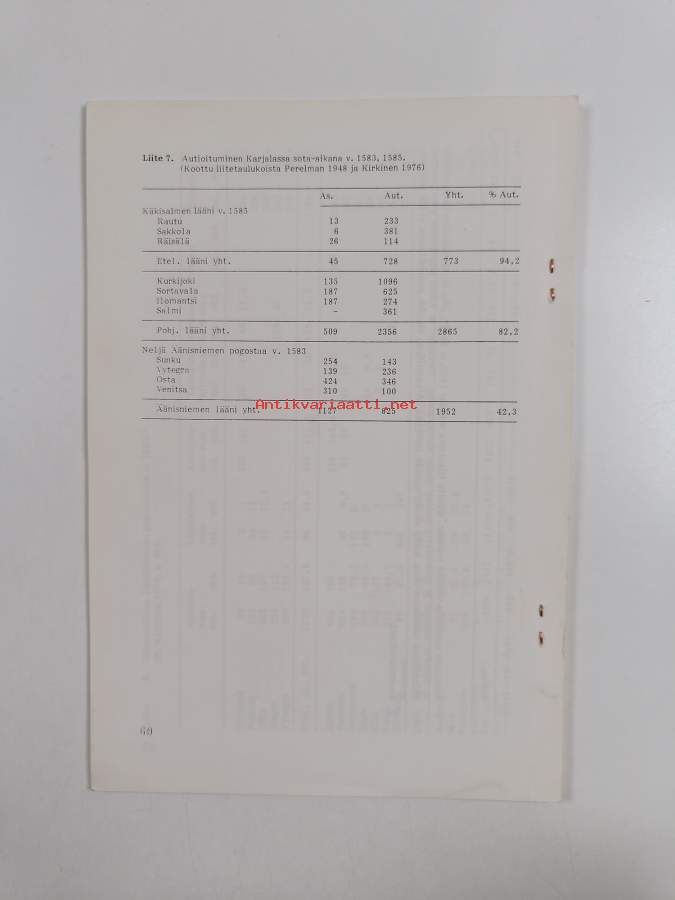 Liite 7. Autioituminen Karjalassa sota-aikana v. 1583, 1585.
(Koottu liitetaulukoista Perelman 1948 ja Kirkinen 1976)
As. Aut. Yht. % Aut.
Käkisalmen lääni v. 1585
Rautu 13 233
Sakkola 6 381
Räisälä 26 114
Etel. lääni yht. 45 728 773 94,2
Kurkijoki 135 1096
Sortavala 187 625
Ilomantsi 187 274
Salmi - 361
Pohj. lääni yht. 509 2356 2865 82,2
Neljä Äänisniemen pogostaa v. 1583
Sunku 254 143
Vytegra 139 236
Osta 424 346
Venitsa 310 100
Antikvariaatti.net
Äänisniemen lääni yht. 1127 825 1952 42,3
60